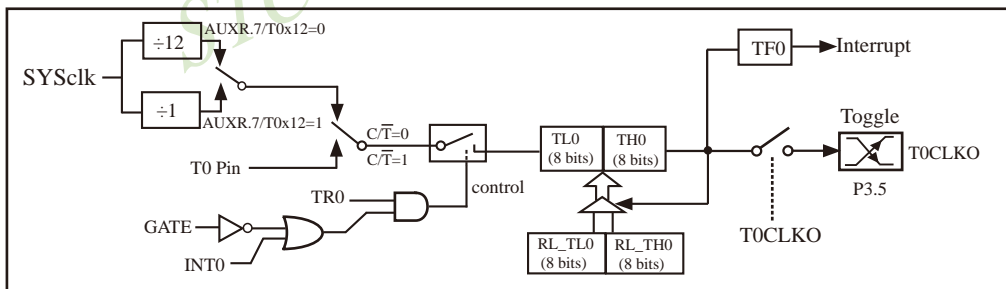 STC
AUXR.7/T0x12=0
÷12
SYSclk
÷1
AUXR.7/T0x12=1
T0 Pin
C/T̅=0
C/T̅=1
control
TR0
GATE
INT0
TL0
(8 bits)
TH0
(8 bits)
RL_TL0
(8 bits)
RL_TH0
(8 bits)
TF0
Interrupt
Toggle
T0CLKO
P3.5
T0CLKO